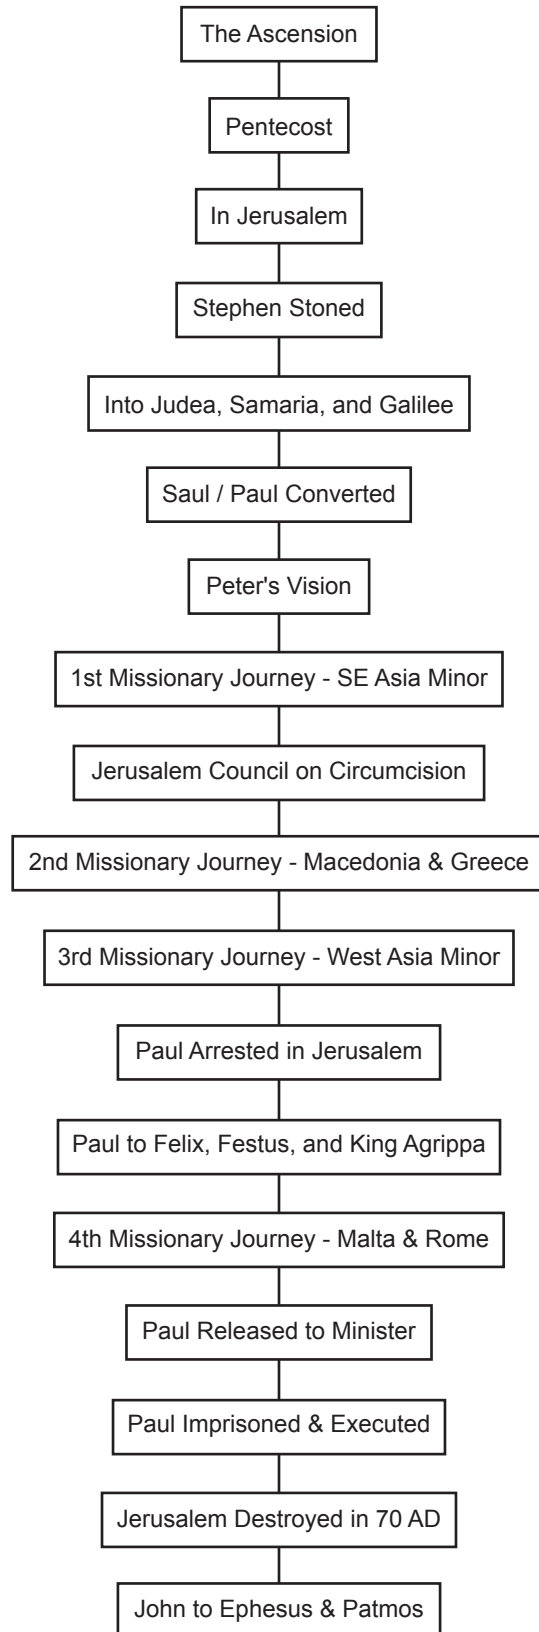 The Ascension
Pentecost
In Jerusalem
Stephen Stoned
Into Judea, Samaria, and Galilee
Saul / Paul Converted
Peter's Vision
1st Missionary Journey - SE Asia Minor
Jerusalem Council on Circumcision
2nd Missionary Journey - Macedonia & Greece
3rd Missionary Journey - West Asia Minor
Paul Arrested in Jerusalem
Paul to Felix, Festus, and King Agrippa
4th Missionary Journey - Malta & Rome
Paul Released to Minister
Paul Imprisoned & Executed
Jerusalem Destroyed in 70 AD
John to Ephesus & Patmos